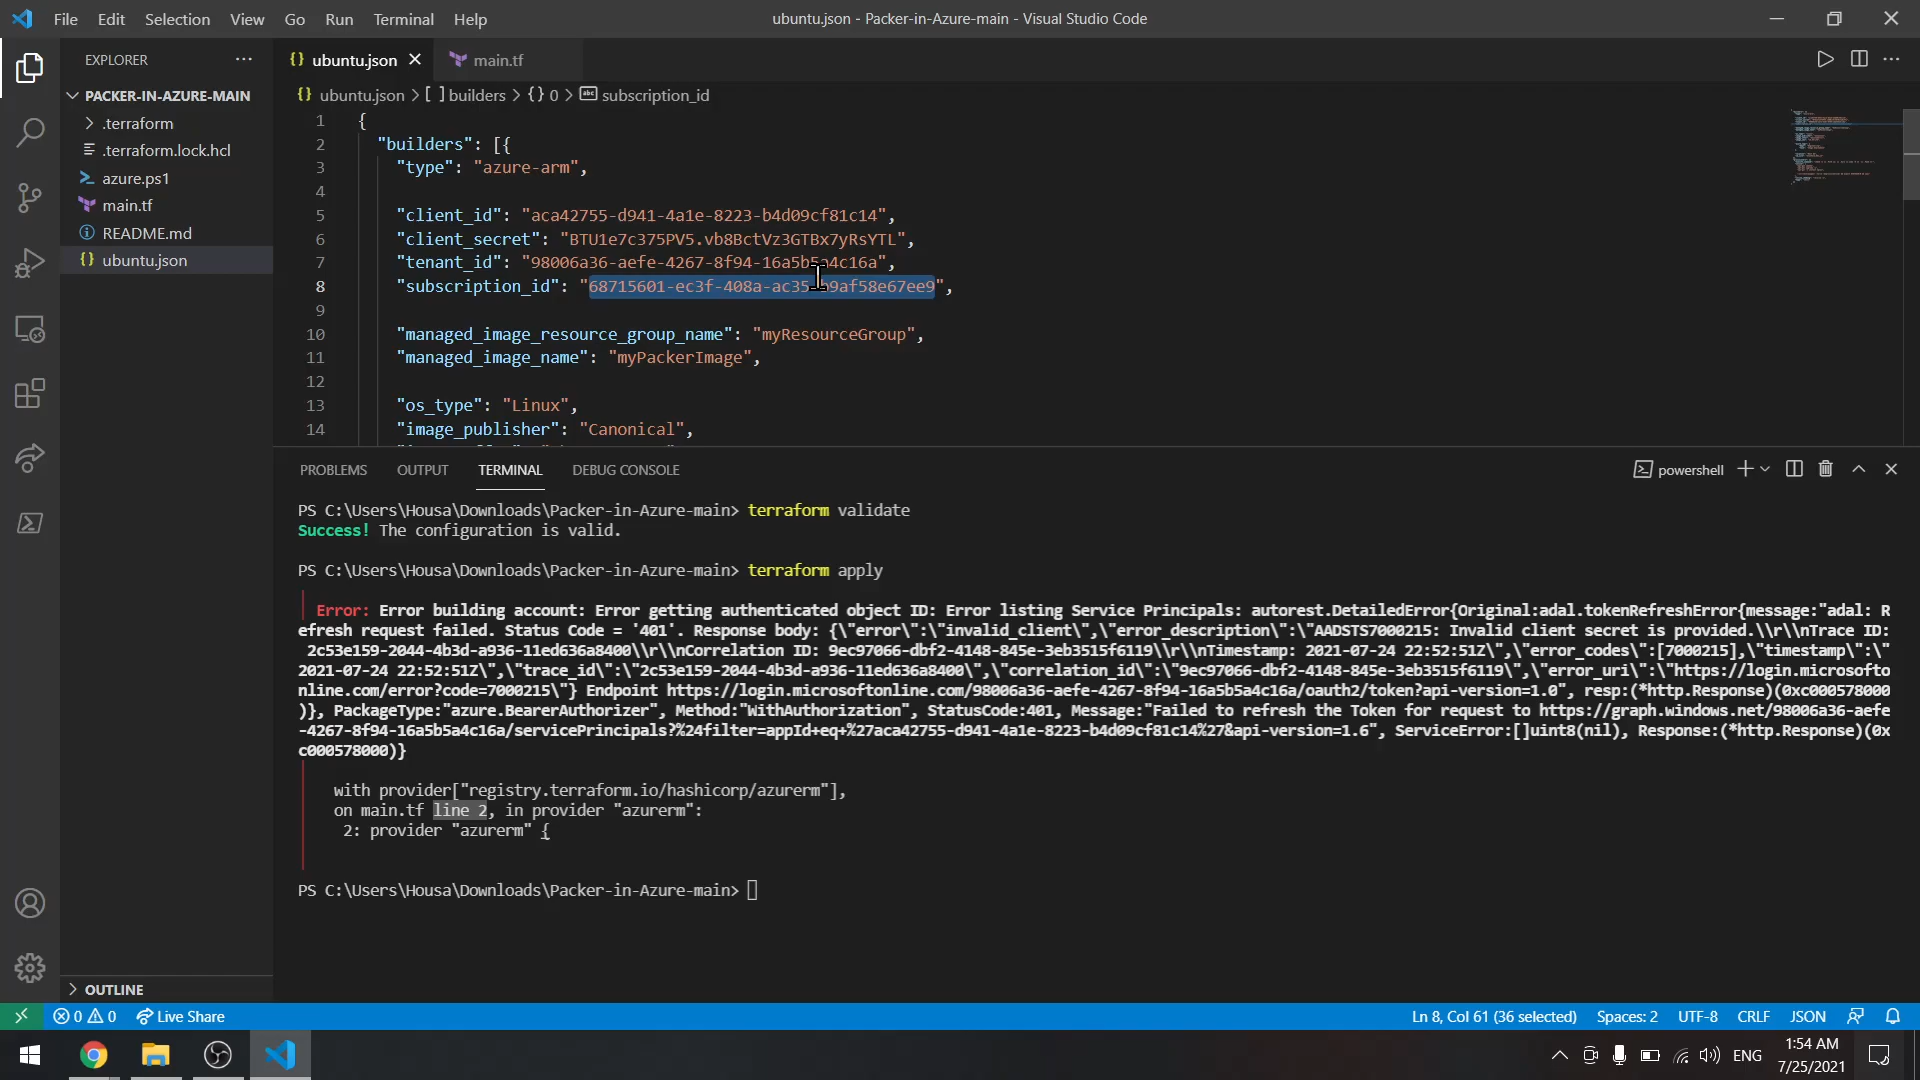 File Edit Selection View Go Run Terminal Help
ubuntu.json - Packer-in-Azure-main - Visual Studio Code
EXPLORER
PACKER-IN-AZURE-MAIN
.terraform
.terraform.lock.hcl
azure.ps1
main.tf
README.md
ubuntu.json
OUTLINE
ubuntu.json
main.tf
ubuntu.json > [ ] builders > {} 0 > subscription_id
1 {
2 "builders": [{
3 "type": "azure-arm",
4
5 "client_id": "aca42755-d941-4a1e-8223-b4d09cf81c14",
6 "client_secret": "BTU1e7c375PV5.vb8BctVz3GTBx7yRsYTL",
7 "tenant_id": "98006a36-aefe-4267-8f94-16a5b5a4c16a",
8 "subscription_id": "68715601-ec3f-408a-ac35-b9af58e67ee9",
9
10 "managed_image_resource_group_name": "myResourceGroup",
11 "managed_image_name": "myPackerImage",
12
13 "os_type": "Linux",
14 "image_publisher": "Canonical",
PROBLEMS OUTPUT TERMINAL DEBUG CONSOLE
powershell
PS C:\Users\Housa\Downloads\Packer-in-Azure-main> terraform validate
Success! The configuration is valid.
PS C:\Users\Housa\Downloads\Packer-in-Azure-main> terraform apply
Error: Error building account: Error getting authenticated object ID: Error listing Service Principals: autorest.DetailedError{Original:adal.tokenRefreshError{message:"adal: R
efresh request failed. Status Code = '401'. Response body: {\"error\":\"invalid_client\",\"error_description\":\"AADSTS7000215: Invalid client secret is provided.\\r\\nTrace ID:
2c53e159-2044-4b3d-a936-11ed636a8400\\r\\nCorrelation ID: 9ec97066-dbf2-4148-845e-3eb3515f6119\\r\\nTimestamp: 2021-07-24 22:52:51Z\",\"error_codes\":[7000215],\"timestamp\":\"
2021-07-24 22:52:51Z\",\"trace_id\":\"2c53e159-2044-4b3d-a936-11ed636a8400\",\"correlation_id\":\"9ec97066-dbf2-4148-845e-3eb3515f6119\",\"error_uri\":\"https://login.microsofto
nline.com/error?code=7000215\"} Endpoint https://login.microsoftonline.com/98006a36-aefe-4267-8f94-16a5b5a4c16a/oauth2/token?api-version=1.0", resp:(*http.Response)(0xc000578000
)}, PackageType:"azure.BearerAuthorizer", Method:"WithAuthorization", StatusCode:401, Message:"Failed to refresh the Token for request to https://graph.windows.net/98006a36-aefe
-4267-8f94-16a5b5a4c16a/servicePrincipals?%24filter=appId+eq+%27aca42755-d941-4a1e-8223-b4d09cf81c14%27&api-version=1.6", ServiceError:[]uint8(nil), Response:(*http.Response)(0x
c000578000)}
with provider["registry.terraform.io/hashicorp/azurerm"],
on main.tf line 2, in provider "azurerm":
2: provider "azurerm" {
PS C:\Users\Housa\Downloads\Packer-in-Azure-main>
0 0 Live Share
Ln 8, Col 61 (36 selected) Spaces: 2 UTF-8 CRLF JSON
ENG
1:54 AM
7/25/2021